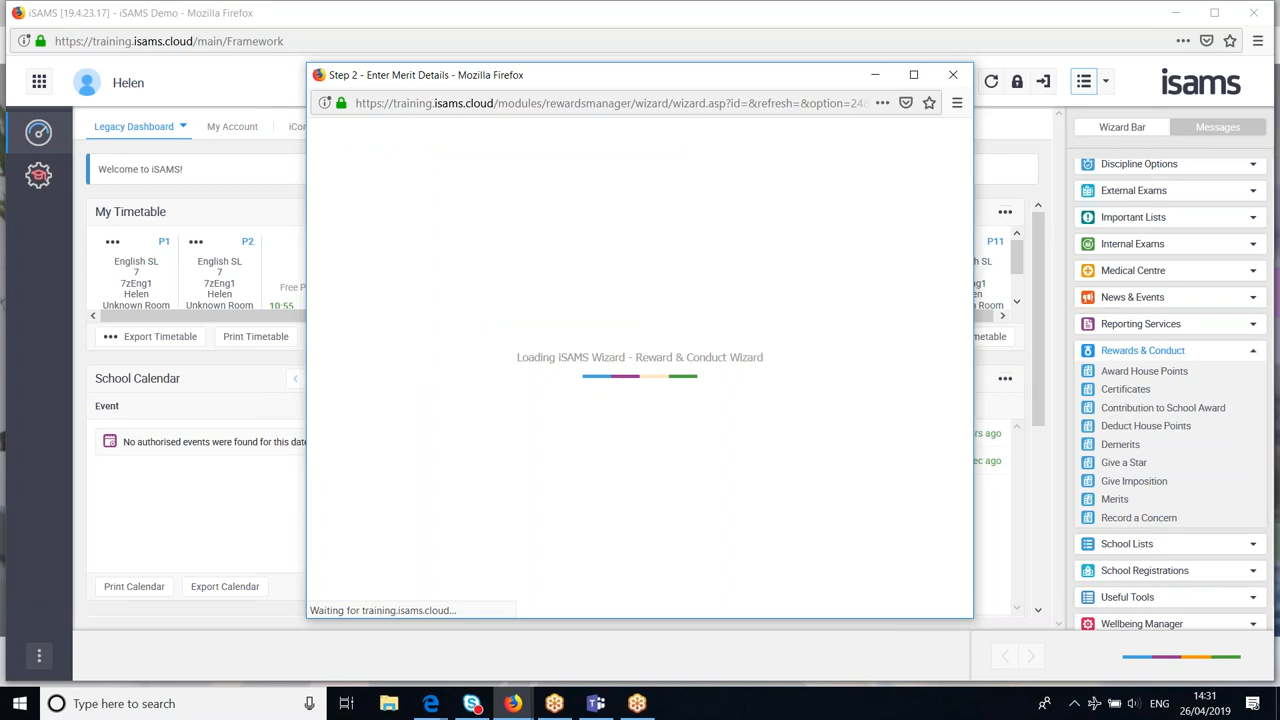 iSAMS [19.4.23.17] - iSAMS Demo - Mozilla Firefox
https://training.isams.cloud/main/Framework
Helen
isams
Legacy Dashboard
My Account
Welcome to iSAMS!
My Timetable
P1
English SL
7
7zEng1
Helen
Unknown Room
P2
English SL
7
7zEng1
Helen
Unknown Room
10:55
P11
Export Timetable
Print Timetable
School Calendar
Event
No authorised events were found for this date
Print Calendar
Export Calendar
Step 2 - Enter Merit Details - Mozilla Firefox
https://training.isams.cloud/modules/rewardsmanager/wizard/wizard.asp?id=&refresh=&option=24
Loading iSAMS Wizard - Reward & Conduct Wizard
Waiting for training.isams.cloud...
Wizard Bar
Messages
Discipline Options
External Exams
Important Lists
Internal Exams
Medical Centre
News & Events
Reporting Services
Rewards & Conduct
Award House Points
Certificates
Contribution to School Award
Deduct House Points
Demerits
Give a Star
Give Imposition
Merits
Record a Concern
School Lists
School Registrations
Useful Tools
Wellbeing Manager
Type here to search
ENG
14:31
26/04/2019